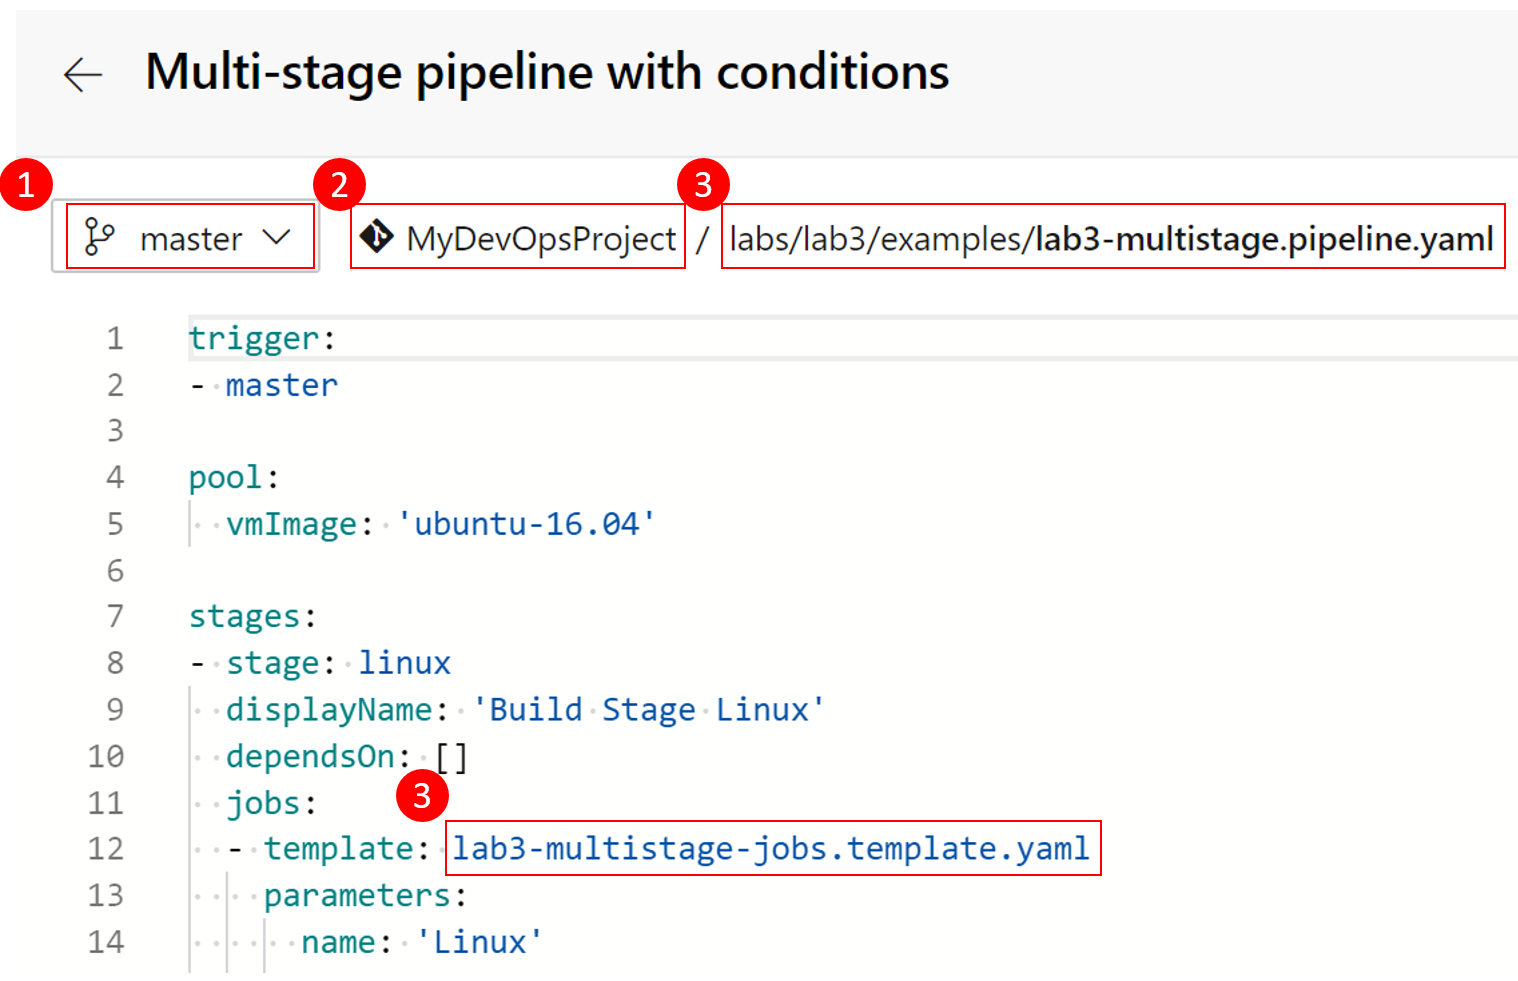 ← Multi-stage pipeline with conditions
1 2 3
master MyDevOpsProject / labs/lab3/examples/lab3-multistage.pipeline.yaml
1 trigger:
2 - master
3
4 pool:
5   vmImage: 'ubuntu-16.04'
6
7 stages:
8 - stage: linux
9   displayName: 'Build Stage Linux'
10   dependsOn: []
11   jobs:
3
12   - template: lab3-multistage-jobs.template.yaml
13     parameters:
14       name: 'Linux'